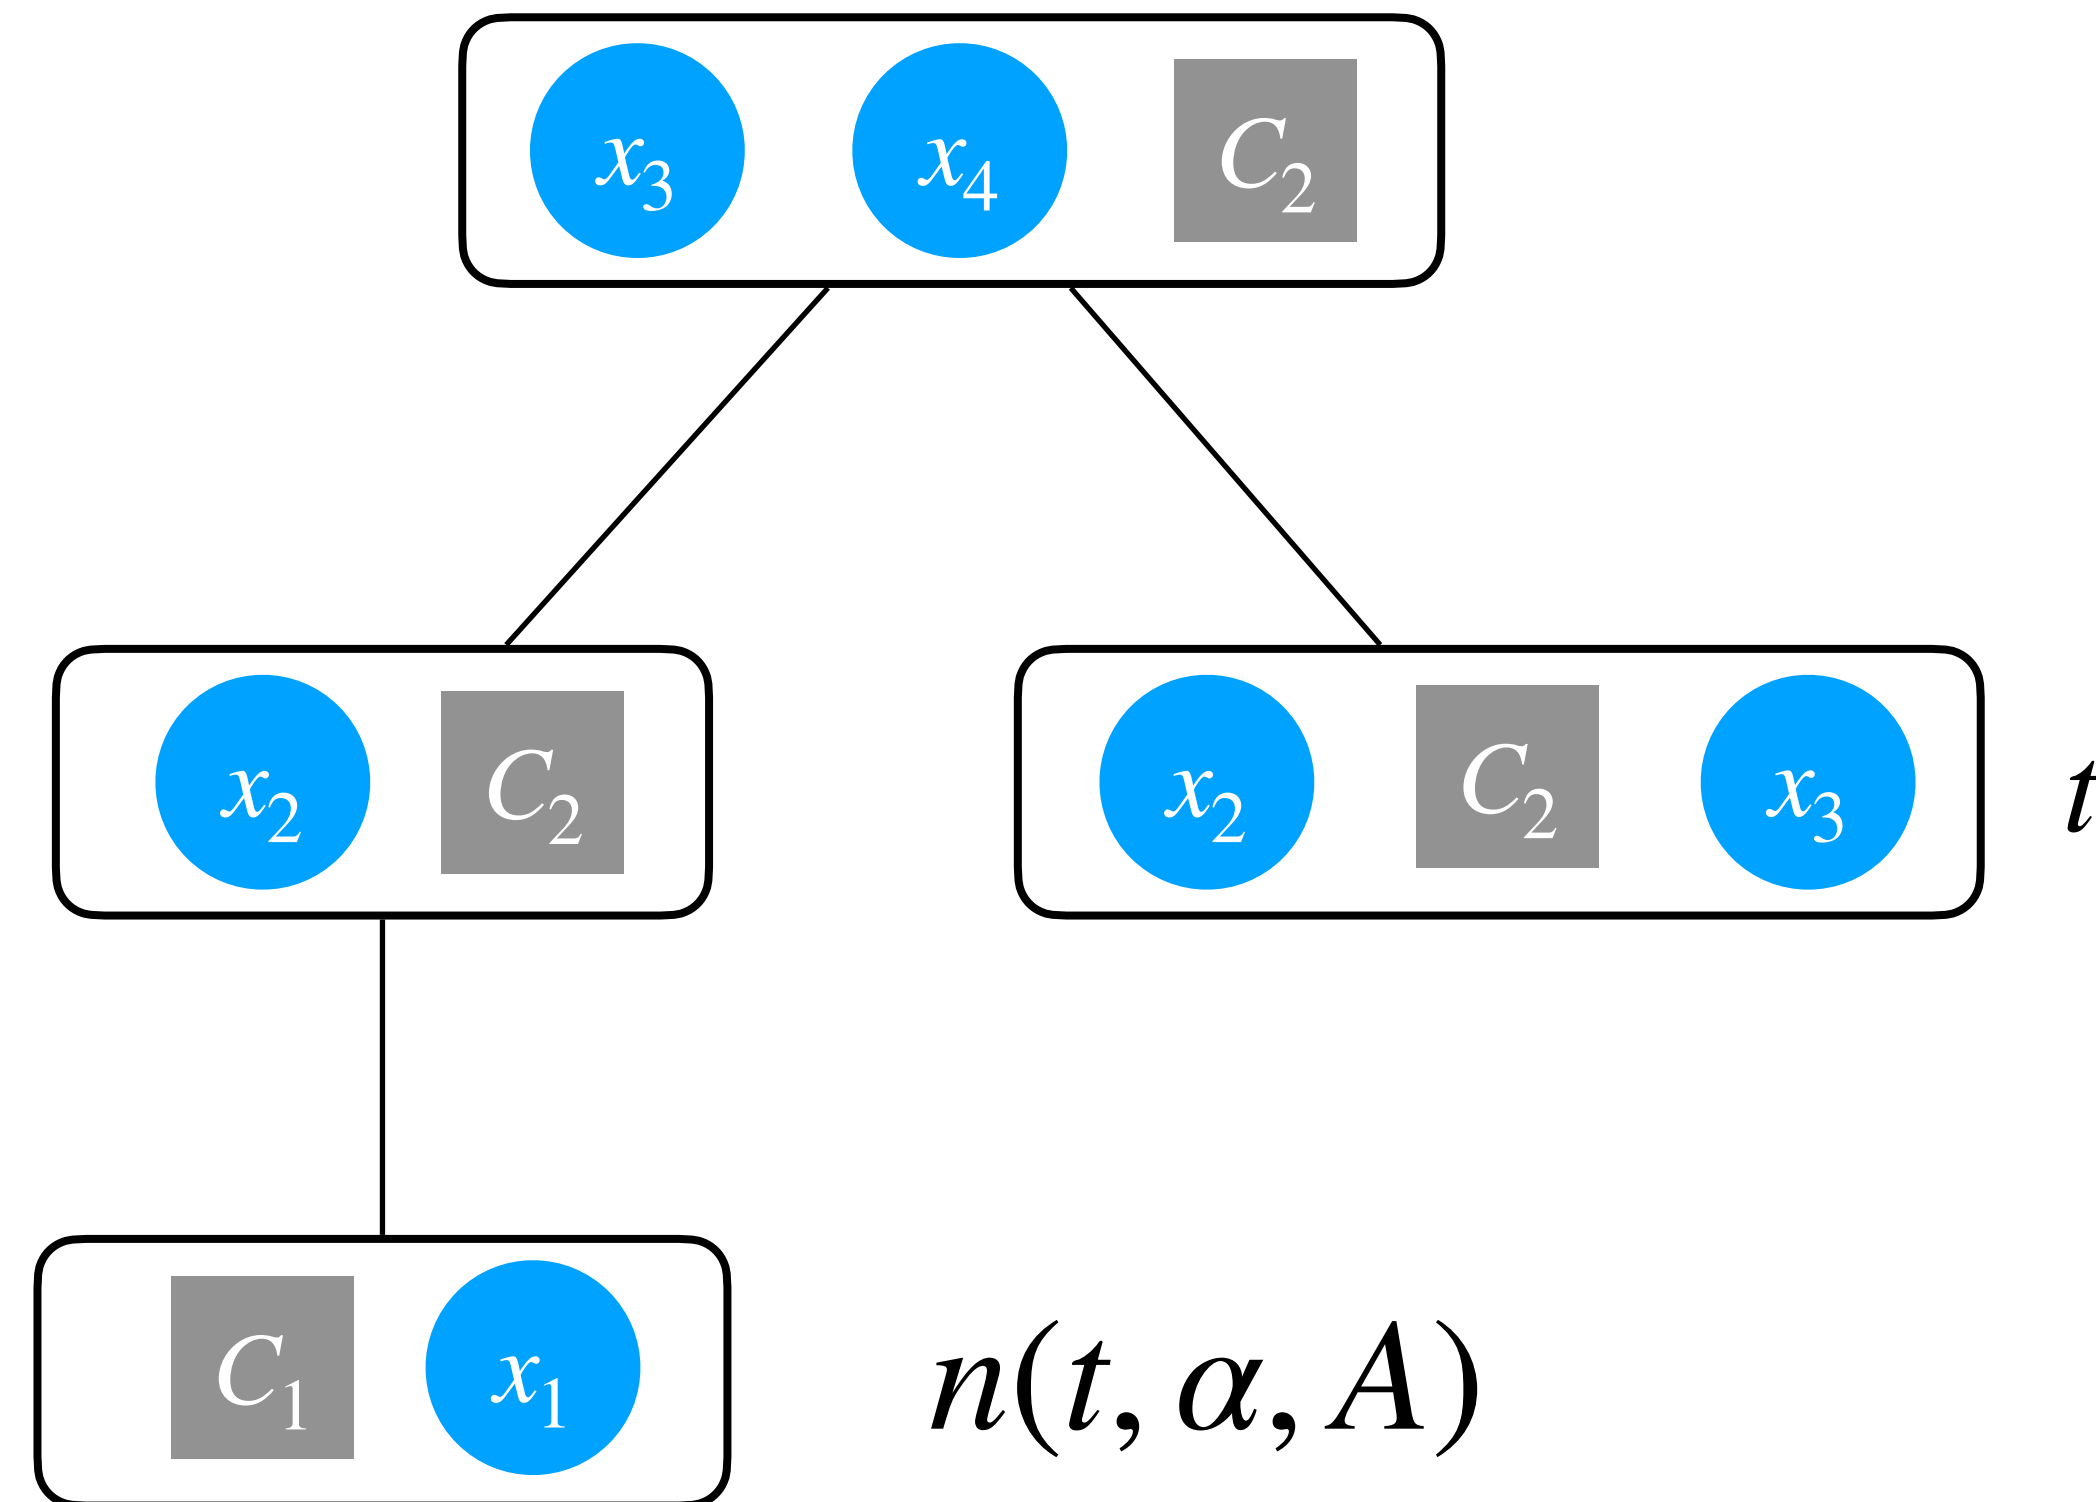 x₃ x₄ C₂
x₂ C₂ x₂ C₂ x₃ t
C₁ x₁ n(t, α, A)